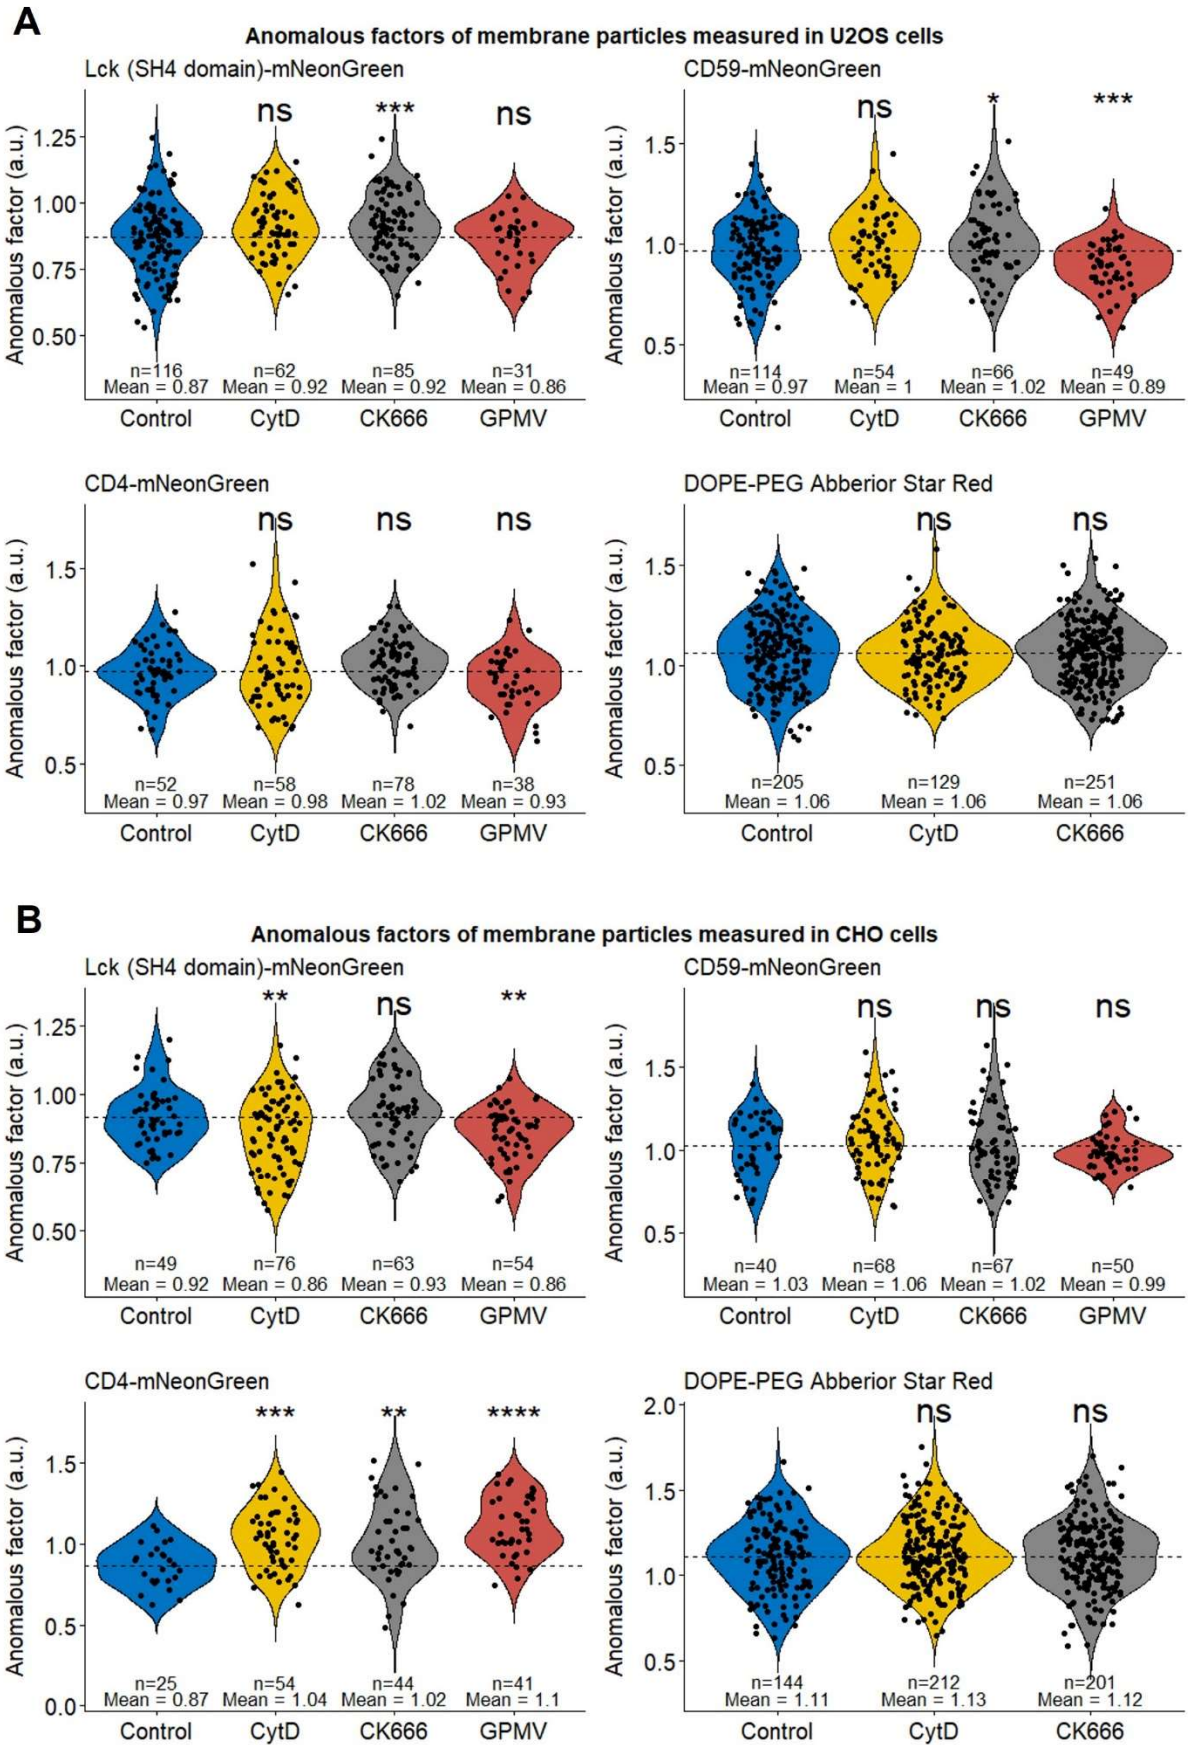 A
Anomalous factors of membrane particles measured in U2OS cells
Lck (SH4 domain)-mNeonGreen
Anomalous factor (a.u.)
1.25
1.00
0.75
0.50
ns
***
ns
n=116
Mean = 0.87
n=62
Mean = 0.92
n=85
Mean = 0.92
n=31
Mean = 0.86
Control
CytD
CK666
GPMV
CD59-mNeonGreen
Anomalous factor (a.u.)
1.5
1.0
0.5
ns
*
***
n=114
Mean = 0.97
n=54
Mean = 1
n=66
Mean = 1.02
n=49
Mean = 0.89
Control
CytD
CK666
GPMV
CD4-mNeonGreen
Anomalous factor (a.u.)
1.5
1.0
0.5
ns
ns
ns
n=52
Mean = 0.97
n=58
Mean = 0.98
n=78
Mean = 1.02
n=38
Mean = 0.93
Control
CytD
CK666
GPMV
DOPE-PEG Abberior Star Red
Anomalous factor (a.u.)
1.5
1.0
0.5
ns
ns
n=205
Mean = 1.06
n=129
Mean = 1.06
n=251
Mean = 1.06
Control
CytD
CK666
B
Anomalous factors of membrane particles measured in CHO cells
Lck (SH4 domain)-mNeonGreen
Anomalous factor (a.u.)
1.25
1.00
0.75
0.50
**
ns
**
n=49
Mean = 0.92
n=76
Mean = 0.86
n=63
Mean = 0.93
n=54
Mean = 0.86
Control
CytD
CK666
GPMV
CD59-mNeonGreen
Anomalous factor (a.u.)
1.5
1.0
0.5
ns
ns
ns
n=40
Mean = 1.03
n=68
Mean = 1.06
n=67
Mean = 1.02
n=50
Mean = 0.99
Control
CytD
CK666
GPMV
CD4-mNeonGreen
Anomalous factor (a.u.)
1.5
1.0
0.5
0.0
***
**
****
n=25
Mean = 0.87
n=54
Mean = 1.04
n=44
Mean = 1.02
n=41
Mean = 1.1
Control
CytD
CK666
GPMV
DOPE-PEG Abberior Star Red
Anomalous factor (a.u.)
2.0
1.5
1.0
0.5
ns
ns
n=144
Mean = 1.11
n=212
Mean = 1.13
n=201
Mean = 1.12
Control
CytD
CK666